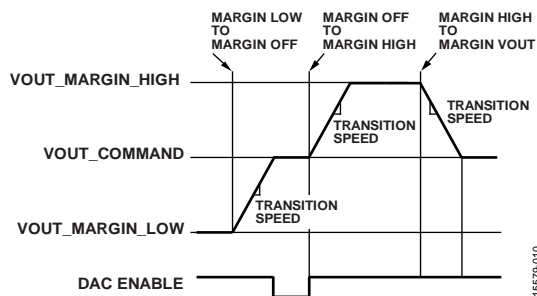 MARGIN LOW
TO
MARGIN OFF
MARGIN OFF
TO
MARGIN HIGH
MARGIN HIGH
TO
MARGIN VOUT
VOUT_MARGIN_HIGH
TRANSITION
SPEED
TRANSITION
SPEED
VOUT_COMMAND
TRANSITION
SPEED
VOUT_MARGIN_LOW
DAC ENABLE
15579-010